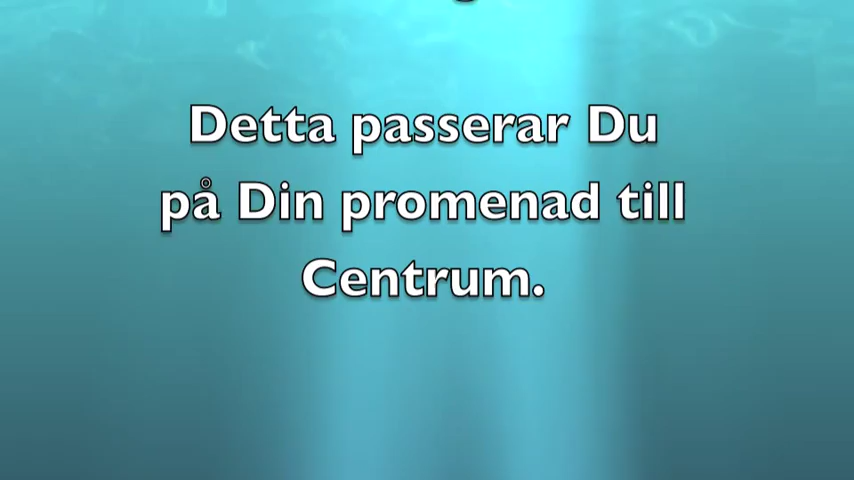 Detta passerar Du
på Din promenad till
Centrum.